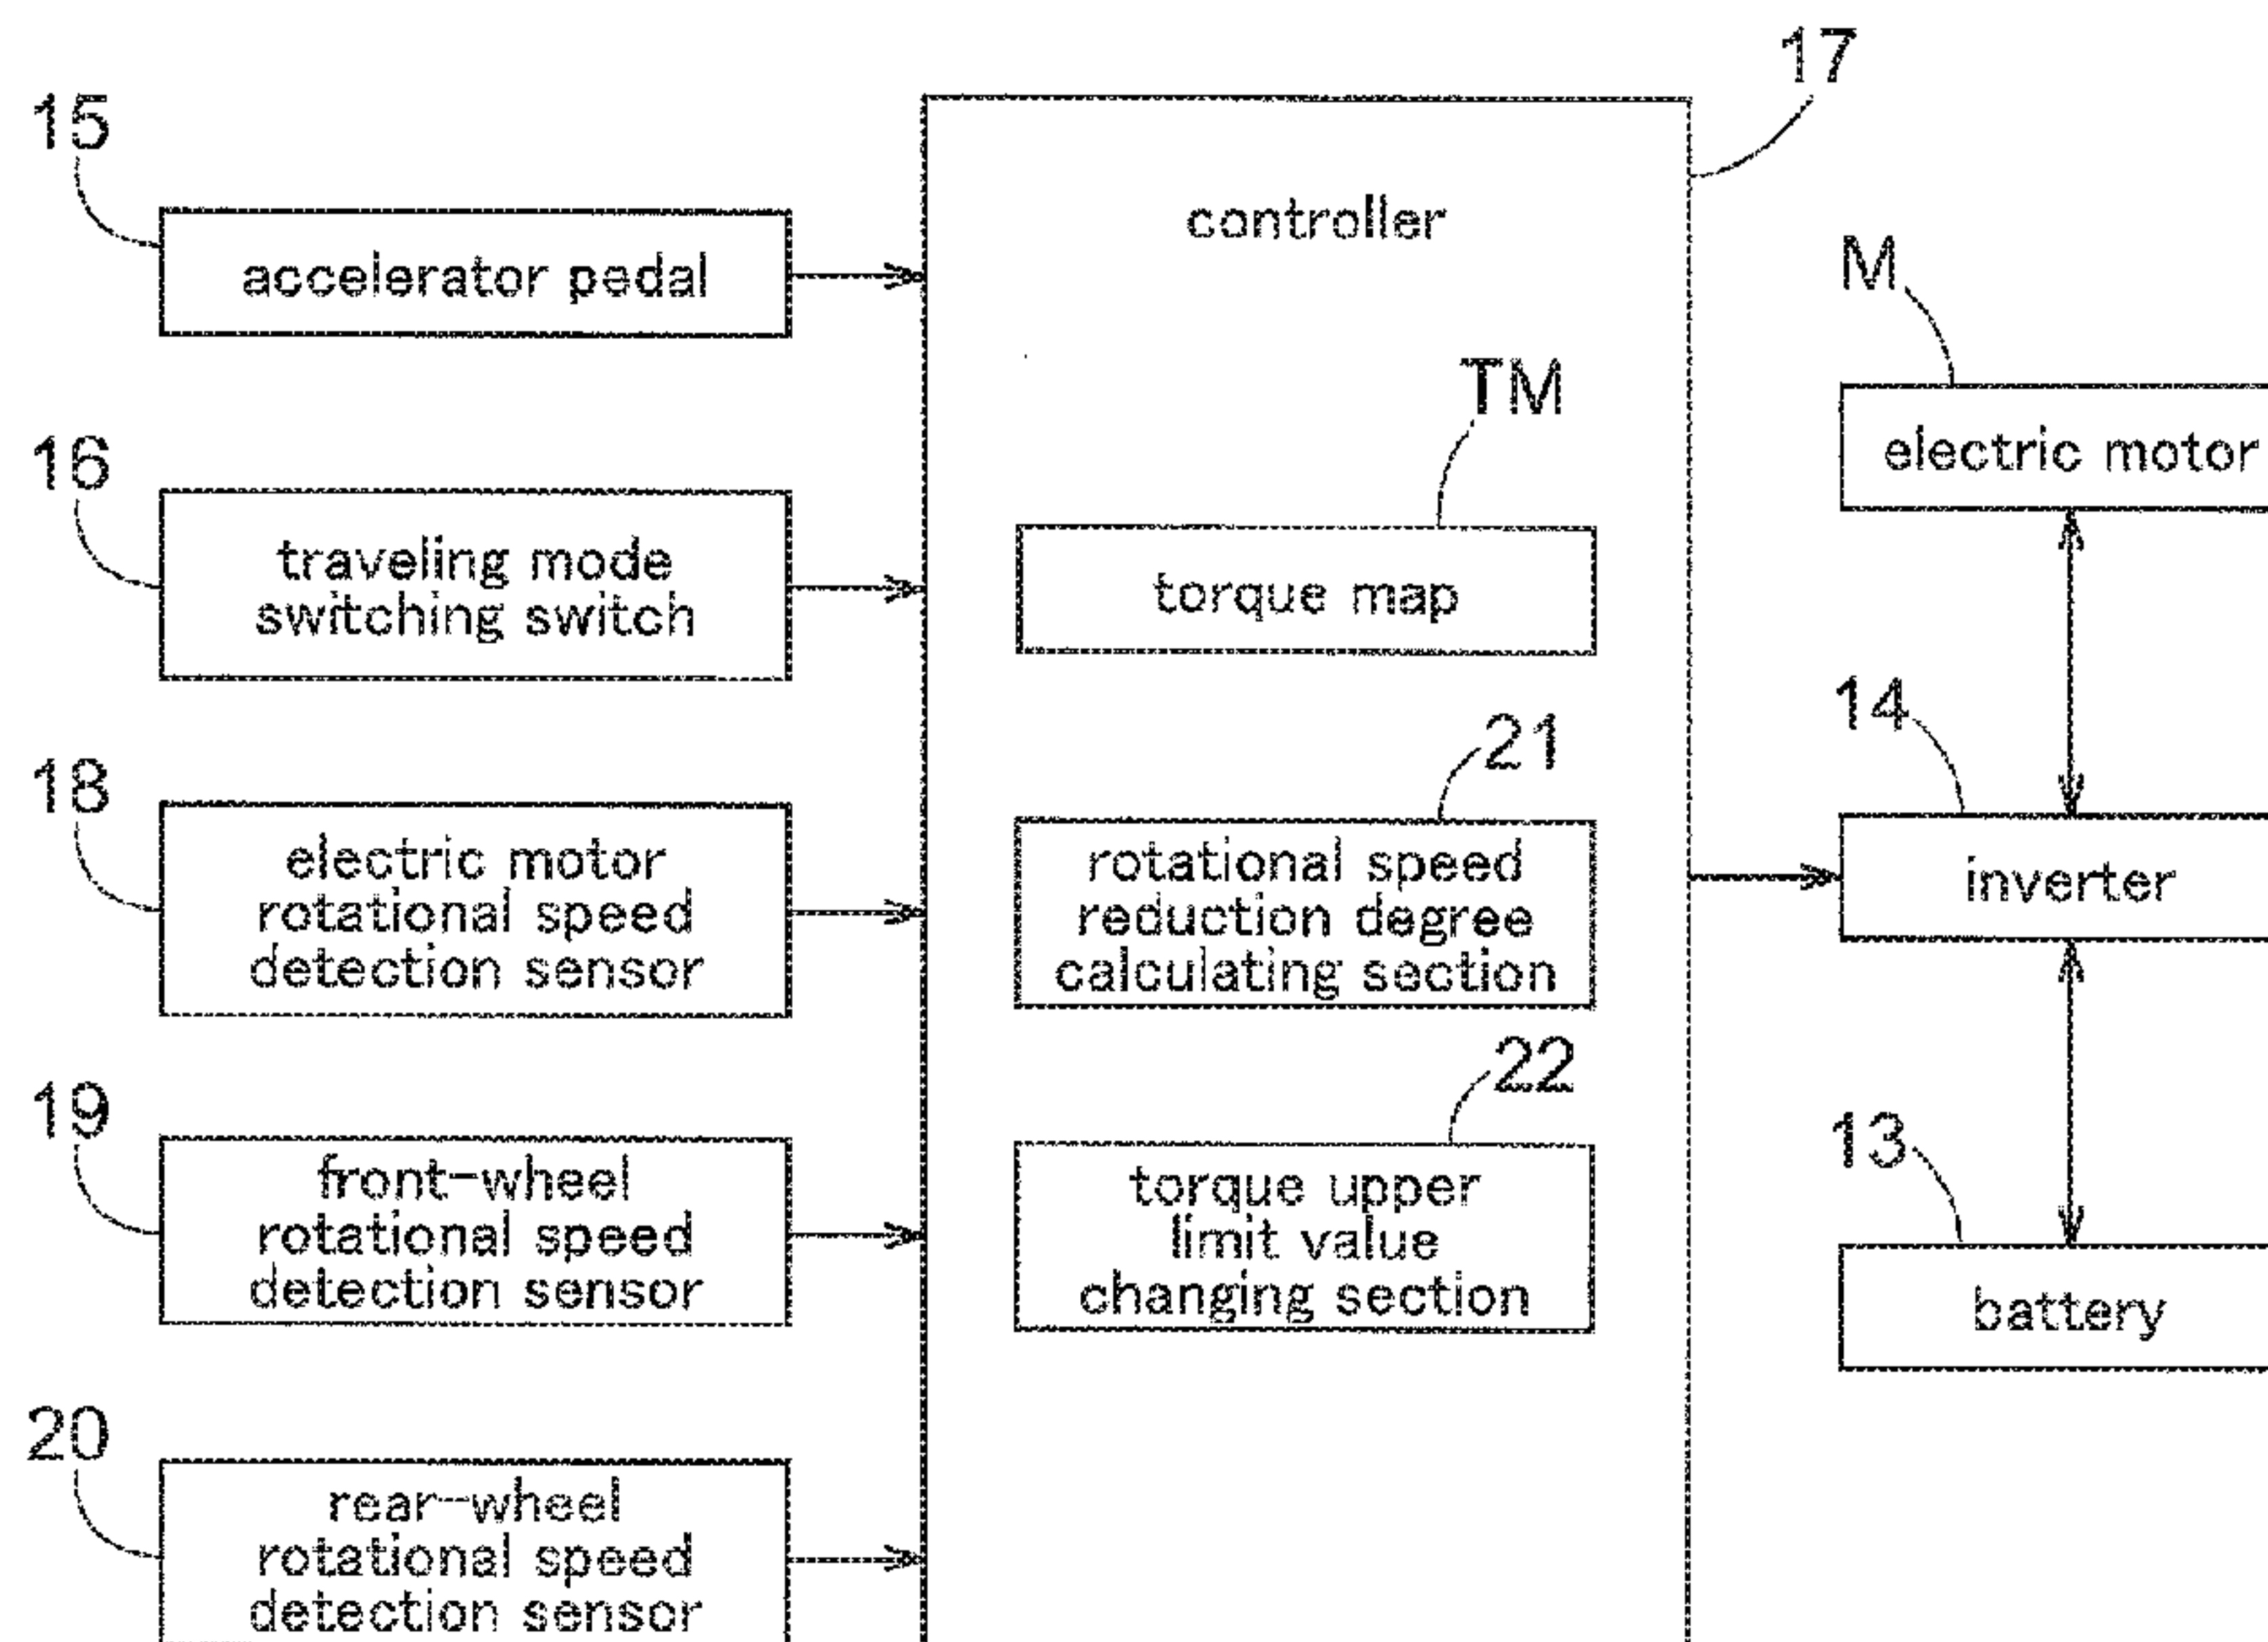 17
15
controller
accelerator pedal
M
TM
electric motor
16
traveling mode
switching switch
torque map
14
21
18
electric motor
rotational speed
detection sensor
rotational speed
reduction degree
calculating section
inverter
22
19
13
front-wheel
rotational speed
detection sensor
torque upper
limit value
changing section
battery
20
rear-wheel
rotational speed
detection sensor